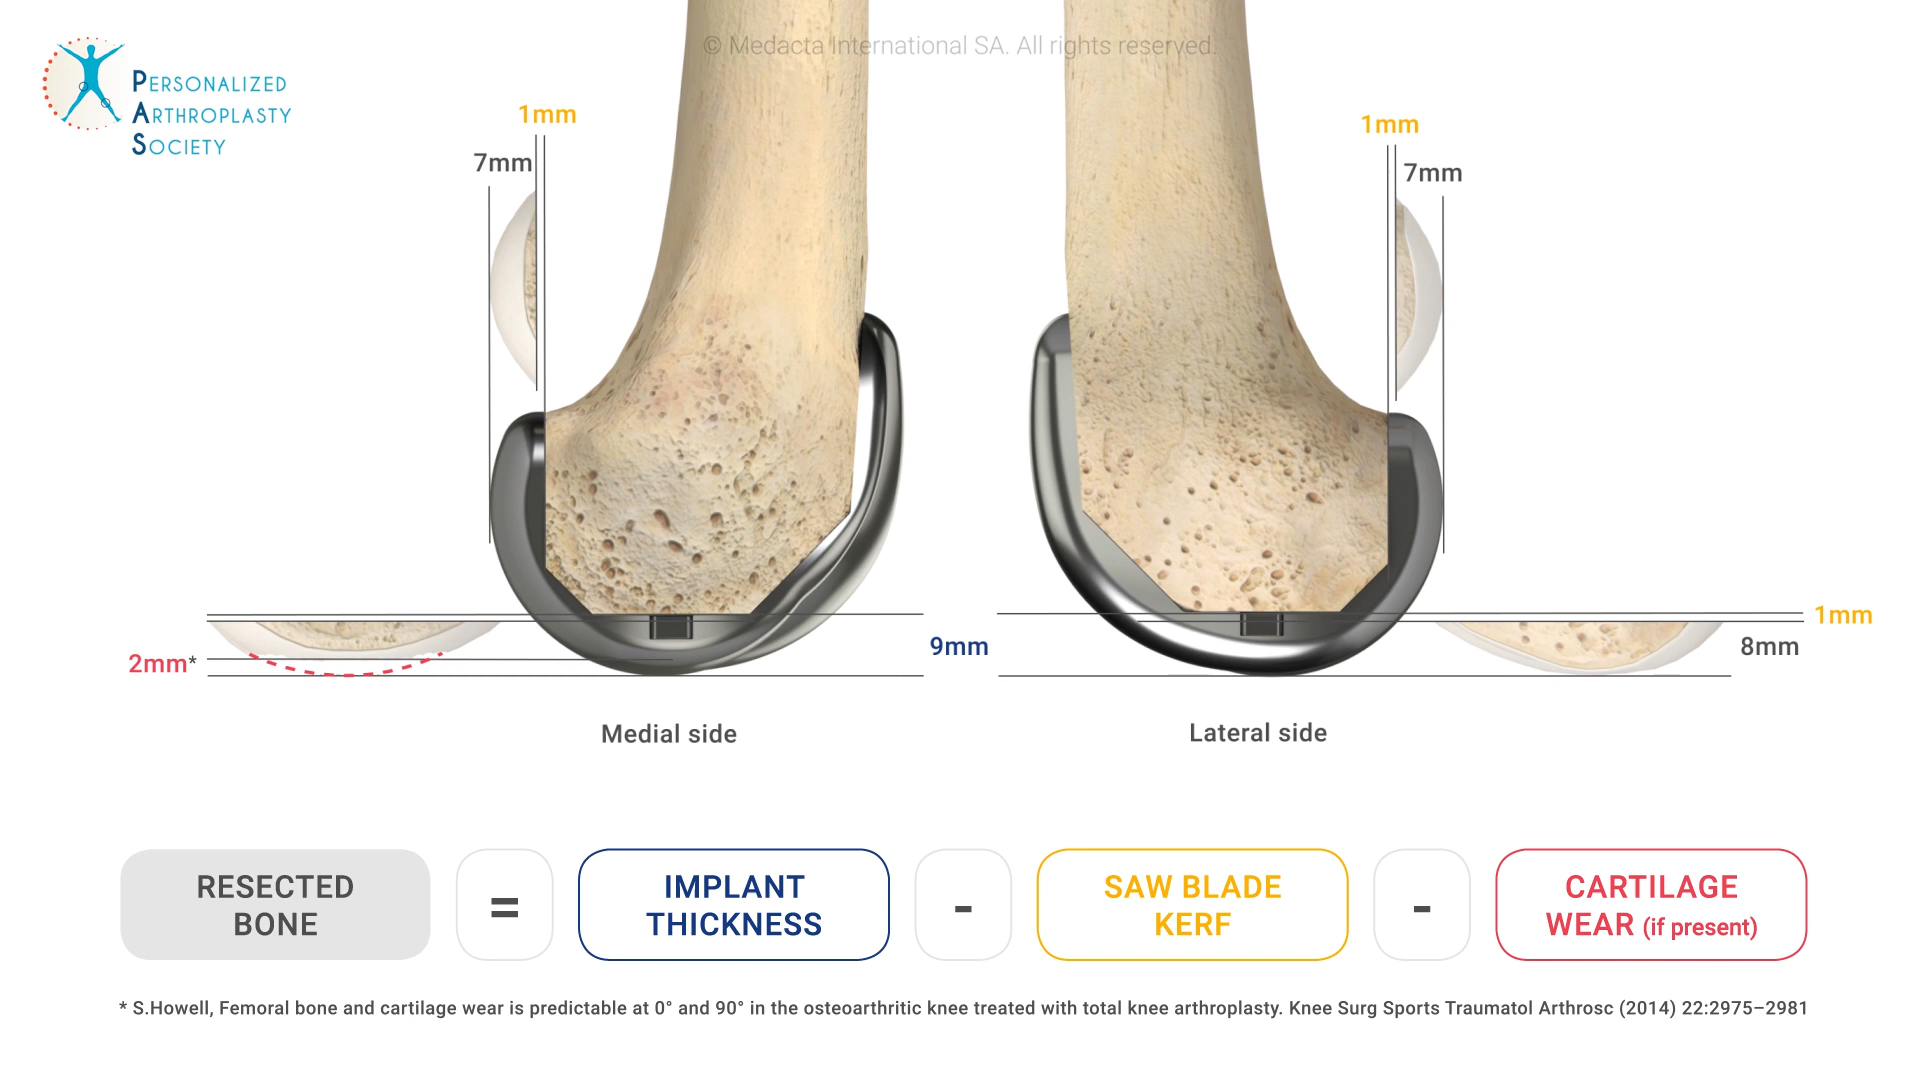 © Medacta International SA. All rights reserved.
PERSONALIZED
ARTHROPLASTY
SOCIETY
1mm
7mm
1mm
7mm
2mm*
9mm
1mm
8mm
Medial side
Lateral side
RESECTED
BONE
=
IMPLANT
THICKNESS
-
SAW BLADE
KERF
-
CARTILAGE
WEAR (if present)
* S.Howell, Femoral bone and cartilage wear is predictable at 0° and 90° in the osteoarthritic knee treated with total knee arthroplasty. Knee Surg Sports Traumatol Arthrosc (2014) 22:2975–2981